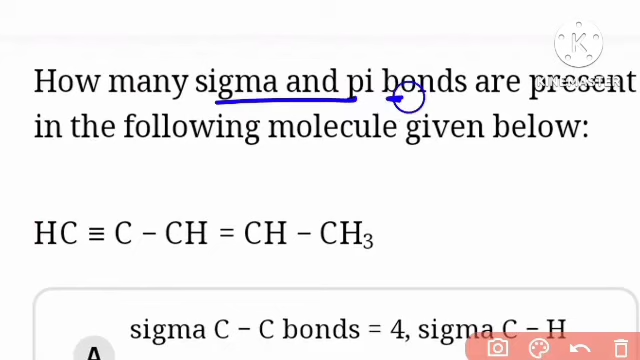 How many sigma and pi bonds are present
in the following molecule given below:
HC ≡ C − CH = CH − CH₃
sigma C − C bonds = 4, sigma C − H
A
K
KINEMASTER